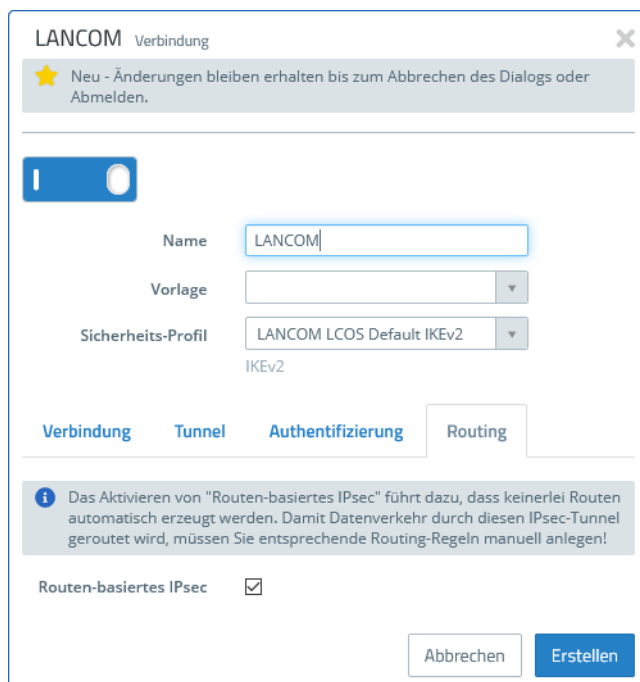 LANCOM Verbindung
Neu - Änderungen bleiben erhalten bis zum Abbrechen des Dialogs oder
Abmelden.
Name
LANCOM
Vorlage
Sicherheits-Profil
LANCOM LCOS Default IKEv2
IKEv2
Verbindung Tunnel Authentifizierung Routing
Das Aktivieren von "Routen-basiertes IPsec" führt dazu, dass keinerlei Routen
automatisch erzeugt werden. Damit Datenverkehr durch diesen IPsec-Tunnel
geroutet wird, müssen Sie entsprechende Routing-Regeln manuell anlegen!
Routen-basiertes IPsec
Abbrechen Erstellen